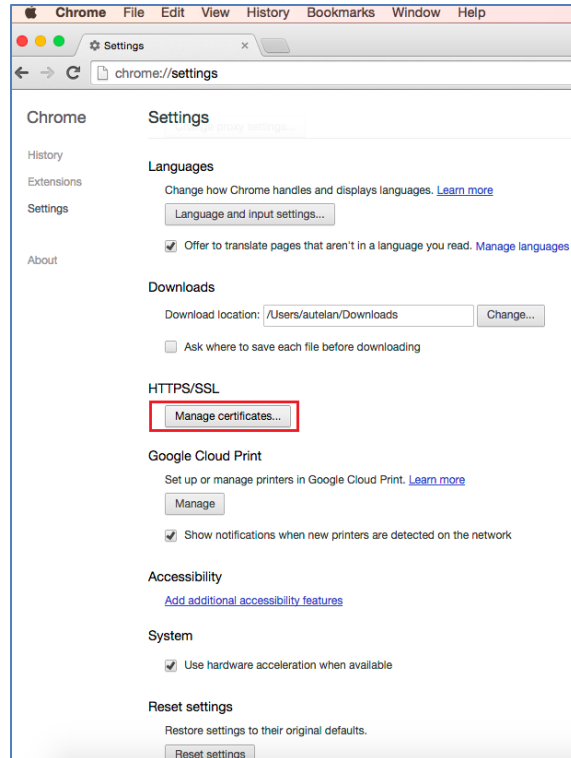 Chrome File Edit View History Bookmarks Window Help
Settings ×
chrome://settings
Chrome
Settings
History
Extensions
Settings
About
Languages
Change how Chrome handles and displays languages. Learn more
Language and input settings...
Offer to translate pages that aren't in a language you read. Manage languages
Downloads
Download location: /Users/autelan/Downloads Change...
Ask where to save each file before downloading
HTTPS/SSL
Manage certificates...
Google Cloud Print
Set up or manage printers in Google Cloud Print. Learn more
Manage
Show notifications when new printers are detected on the network
Accessibility
Add additional accessibility features
System
Use hardware acceleration when available
Reset settings
Restore settings to their original defaults.
Reset settings